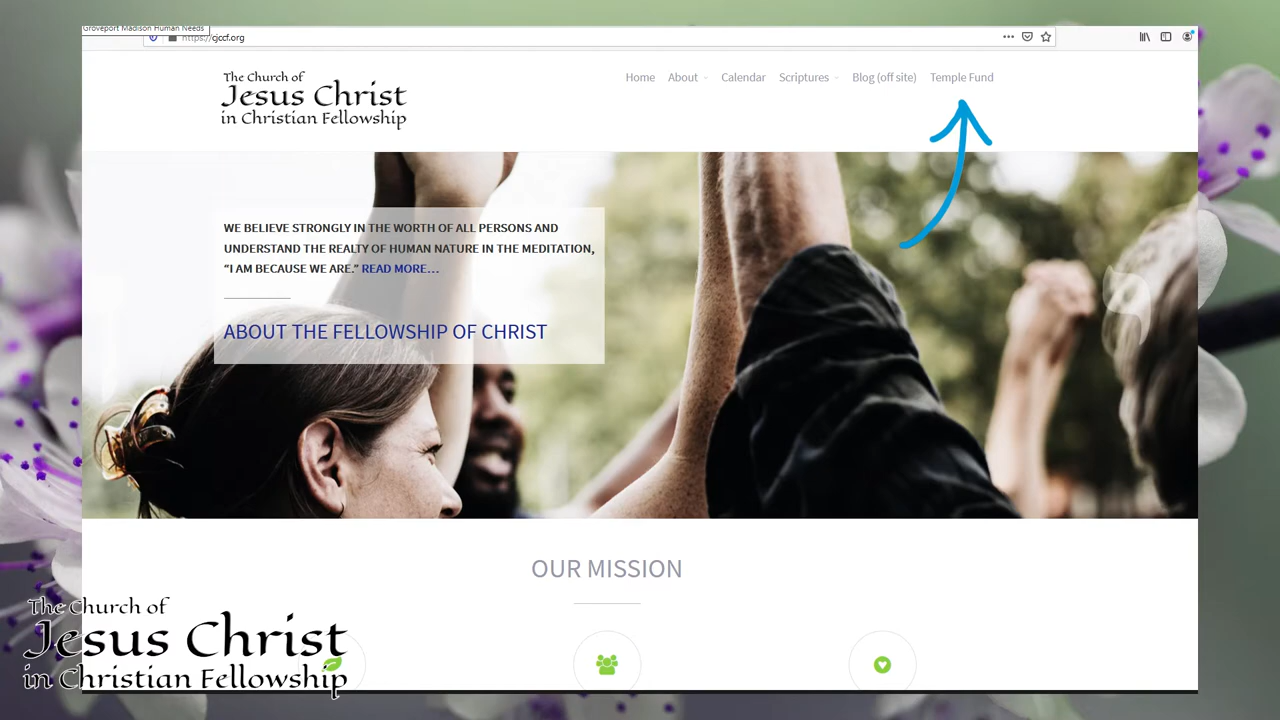 Groveport Madison Human Needs
https://cjccf.org
The Church of
Jesus Christ
in Christian Fellowship
Home About Calendar Scriptures Blog (off site) Temple Fund
WE BELIEVE STRONGLY IN THE WORTH OF ALL PERSONS AND
UNDERSTAND THE REALTY OF HUMAN NATURE IN THE MEDITATION,
“I AM BECAUSE WE ARE.” READ MORE...
ABOUT THE FELLOWSHIP OF CHRIST
OUR MISSION
The Church of
Jesus Christ
in Christian Fellowship